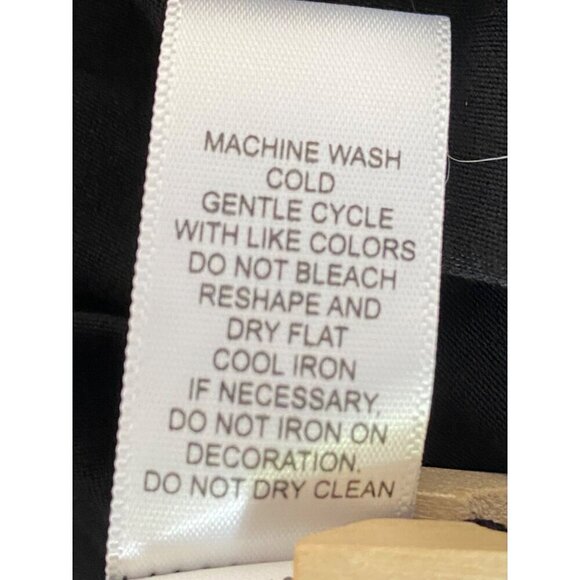 MACHINE WASH
COLD
GENTLE CYCLE
WITH LIKE COLORS
DO NOT BLEACH
RESHAPE AND
DRY FLAT
COOL IRON
IF NECESSARY,
DO NOT IRON ON
DECORATION.
DO NOT DRY CLEAN